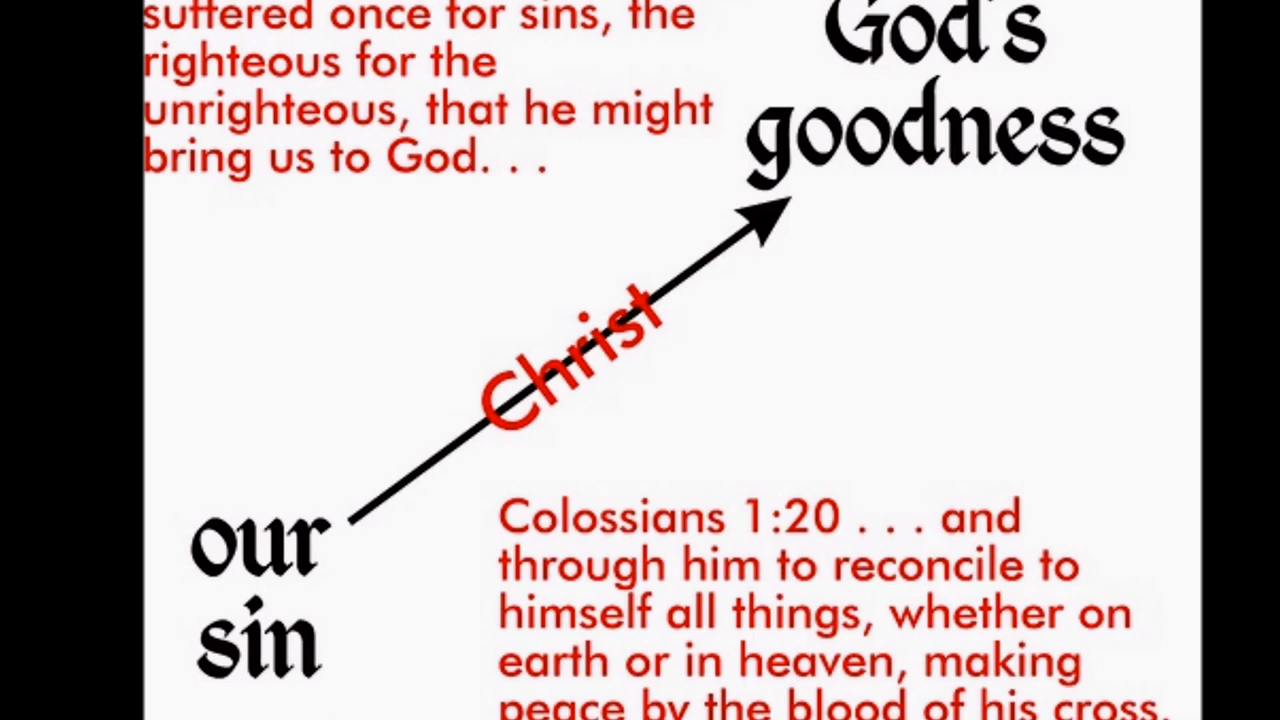 suffered once for sins, the
righteous for the
unrighteous, that he might
bring us to God. . .
God's
goodness
Christ
our
sin
Colossians 1:20 . . . and
through him to reconcile to
himself all things, whether on
earth or in heaven, making
peace by the blood of his cross.